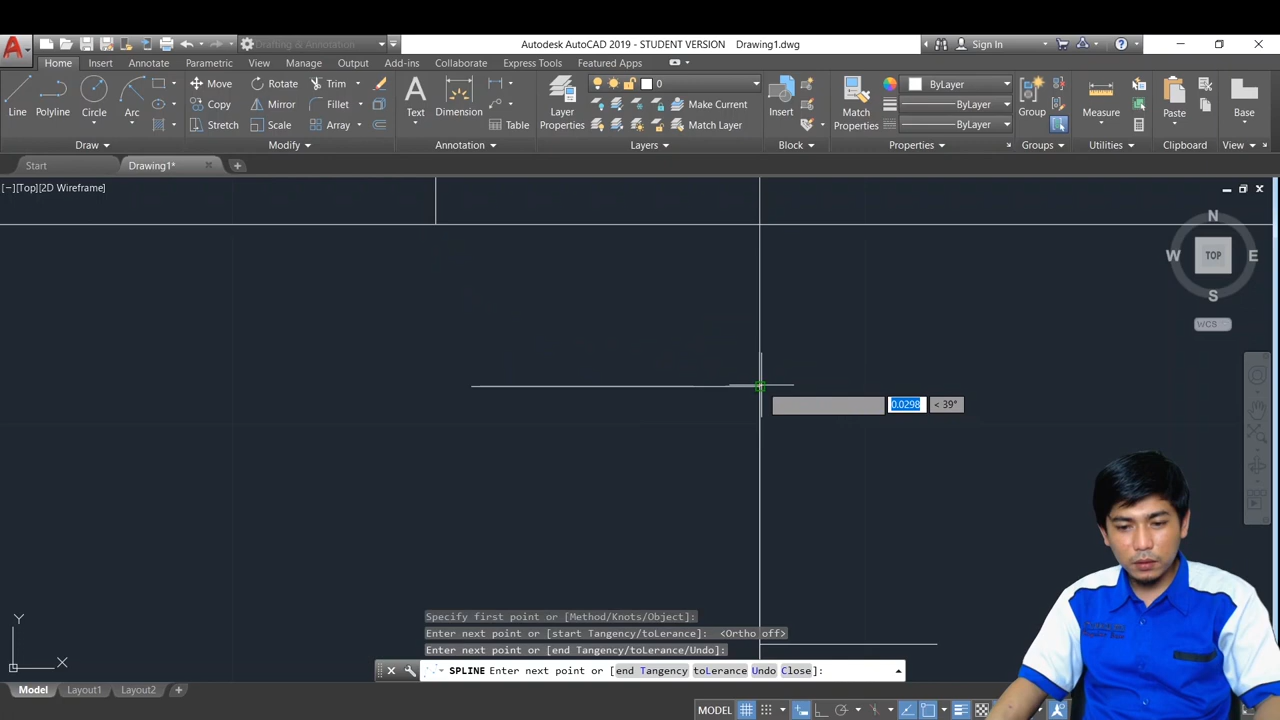 Drafting & Annotation
Autodesk AutoCAD 2019 - STUDENT VERSION Drawing1.dwg
Sign In
Home Insert Annotate Parametric View Manage Output Add-ins Collaborate Express Tools Featured Apps
Line Polyline Circle Arc
Draw
Move Rotate Trim
Copy Mirror Fillet
Stretch Scale Array
Modify
Text Dimension Table
Annotation
Layer Properties
0
Make Current
Match Layer
Layers
Insert
Block
Match Properties
ByLayer
ByLayer
ByLayer
Properties
Group
Groups
Measure
Utilities
Paste
Clipboard
Base
View
Start Drawing1*
[−][Top][2D Wireframe]
N
W TOP E
S
WCS
0.0298 < 39°
Y
X
Specify first point or [Method/Knots/Object]:
Enter next point or [start Tangency/toLerance]: <Ortho off>
Enter next point or [end Tangency/toLerance/Undo]:
SPLINE Enter next point or [end Tangency toLerance Undo Close]:
Model Layout1 Layout2
MODEL